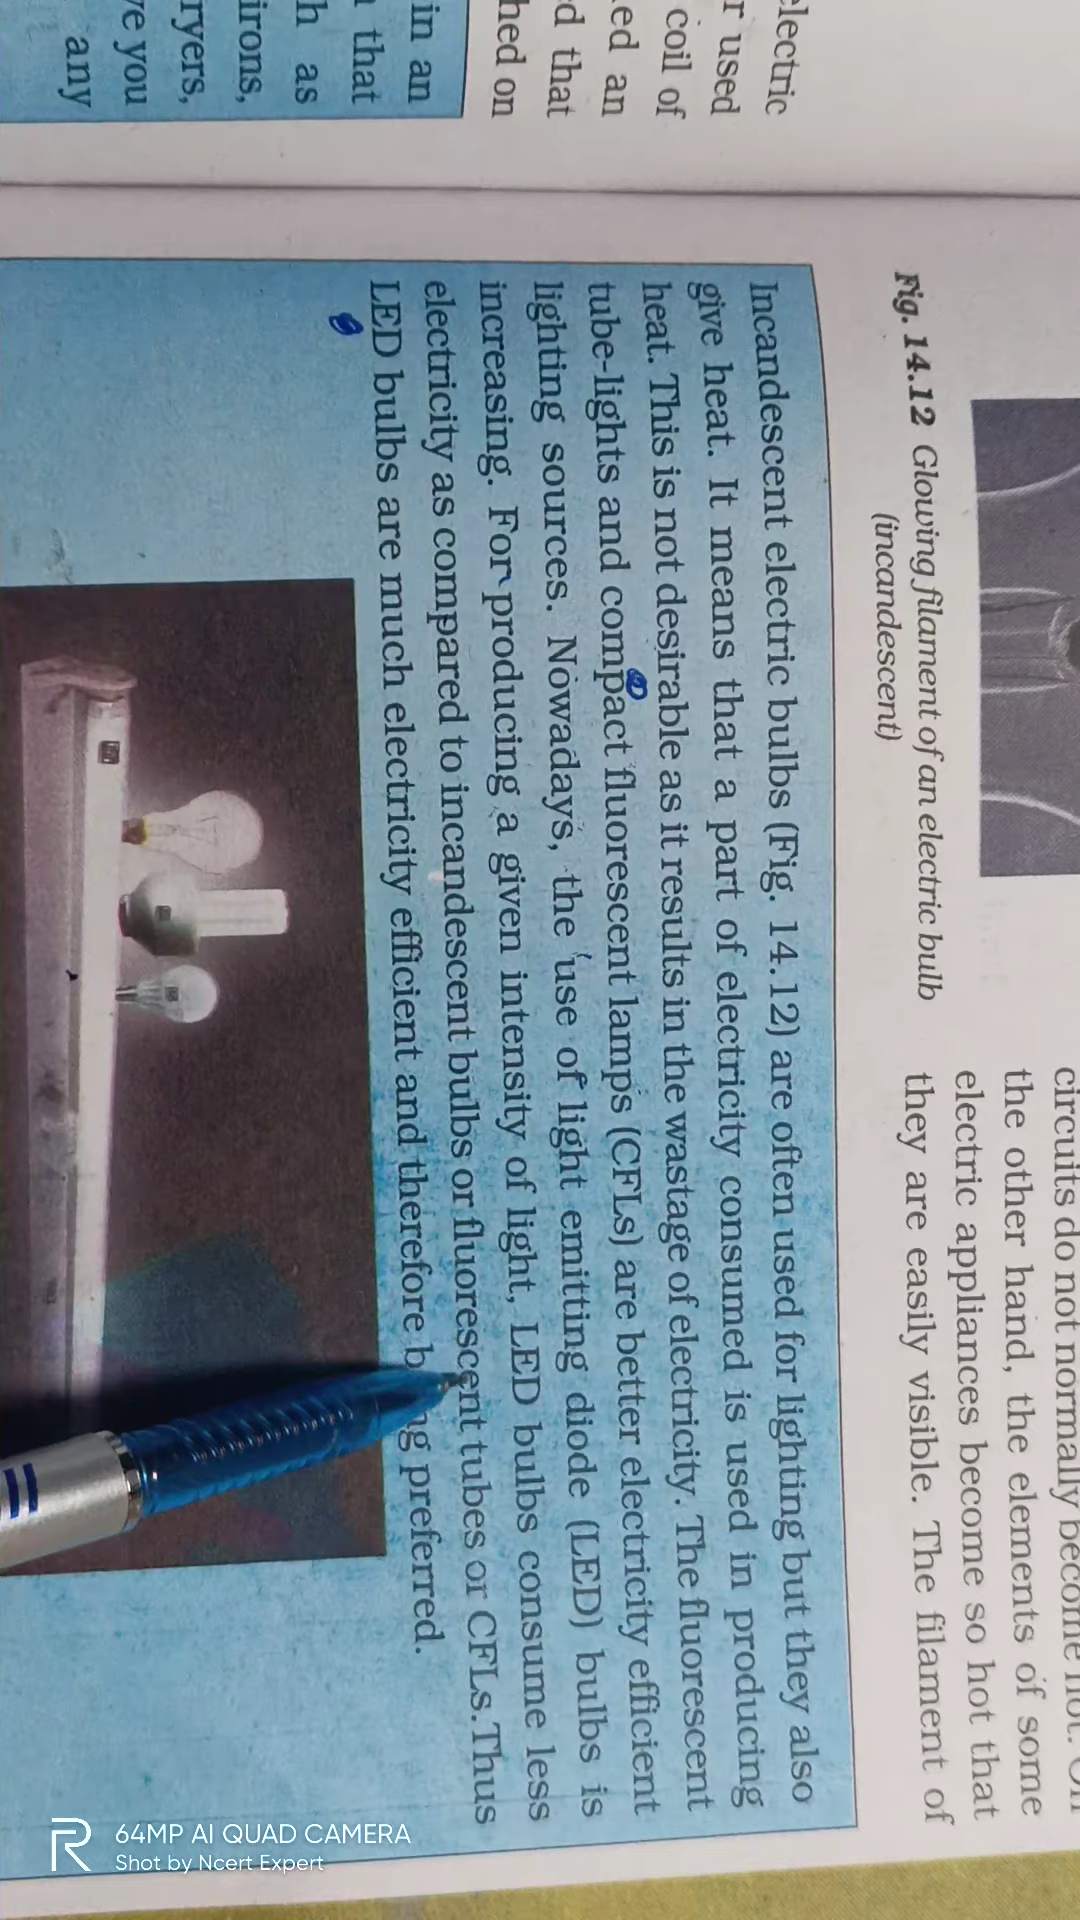 electric
r used
coil of
ed an
d that
hed on
in an
that
h as
irons,
ryers,
ve you
any
Fig. 14.12 Glowing filament of an electric bulb
(incandescent)
circuits do not normally become hot. On
the other hand, the elements of some
electric appliances become so hot that
they are easily visible. The filament of
Incandescent electric bulbs (Fig. 14.12) are often used for lighting but they also
give heat. It means that a part of electricity consumed is used in producing
heat. This is not desirable as it results in the wastage of electricity. The fluorescent
tube-lights and compact fluorescent lamps (CFLs) are better electricity efficient
lighting sources. Nowadays, the use of light emitting diode (LED) bulbs is
increasing. For producing a given intensity of light, LED bulbs consume less
electricity as compared to incandescent bulbs or fluorescent tubes or CFLs. Thus
LED bulbs are much electricity efficient and therefore being preferred.
64MP AI QUAD CAMERA
Shot by Ncert Expert